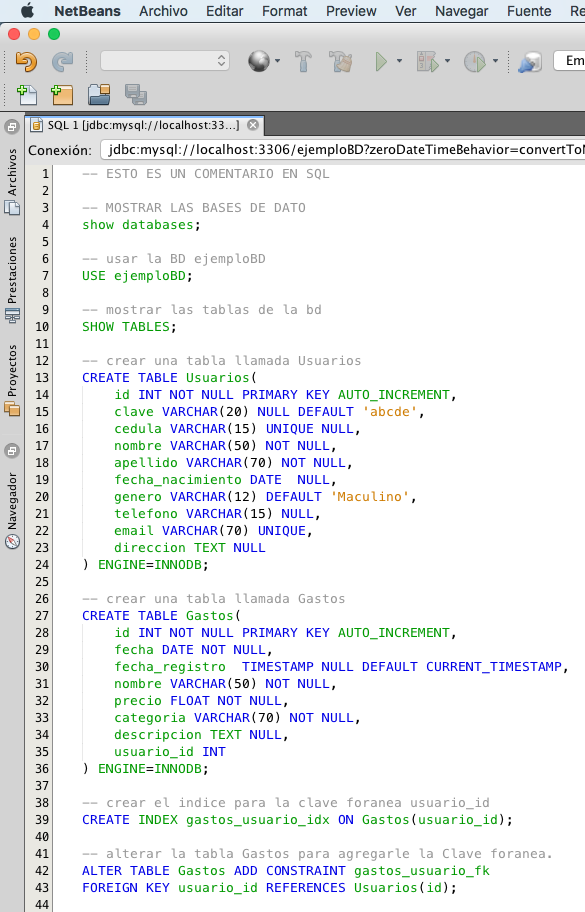 NetBeans Archivo Editar Format Preview Ver Navegar Fuente Re
Em
SQL 1 [jdbc:mysql://localhost:33...]
Conexión: jdbc:mysql://localhost:3306/ejemploBD?zeroDateTimeBehavior=convertToN
Archivos
Prestaciones
Proyectos
Navegador
1 -- ESTO ES UN COMENTARIO EN SQL
2
3 -- MOSTRAR LAS BASES DE DATO
4 show databases;
5
6 -- usar la BD ejemploBD
7 USE ejemploBD;
8
9 -- mostrar las tablas de la bd
10 SHOW TABLES;
11
12 -- crear una tabla llamada Usuarios
13 CREATE TABLE Usuarios(
14 id INT NOT NULL PRIMARY KEY AUTO_INCREMENT,
15 clave VARCHAR(20) NULL DEFAULT 'abcde',
16 cedula VARCHAR(15) UNIQUE NULL,
17 nombre VARCHAR(50) NOT NULL,
18 apellido VARCHAR(70) NOT NULL,
19 fecha_nacimiento DATE  NULL,
20 genero VARCHAR(12) DEFAULT 'Maculino',
21 telefono VARCHAR(15) NULL,
22 email VARCHAR(70) UNIQUE,
23 direccion TEXT NULL
24 ) ENGINE=INNODB;
25
26 -- crear una tabla llamada Gastos
27 CREATE TABLE Gastos(
28 id INT NOT NULL PRIMARY KEY AUTO_INCREMENT,
29 fecha DATE NOT NULL,
30 fecha_registro  TIMESTAMP NULL DEFAULT CURRENT_TIMESTAMP,
31 nombre VARCHAR(50) NOT NULL,
32 precio FLOAT NOT NULL,
33 categoria VARCHAR(70) NOT NULL,
34 descripcion TEXT NULL,
35 usuario_id INT
36 ) ENGINE=INNODB;
37
38 -- crear el indice para la clave foranea usuario_id
39 CREATE INDEX gastos_usuario_idx ON Gastos(usuario_id);
40
41 -- alterar la tabla Gastos para agregarle la Clave foranea.
42 ALTER TABLE Gastos ADD CONSTRAINT gastos_usuario_fk
43 FOREIGN KEY usuario_id REFERENCES Usuarios(id);
44